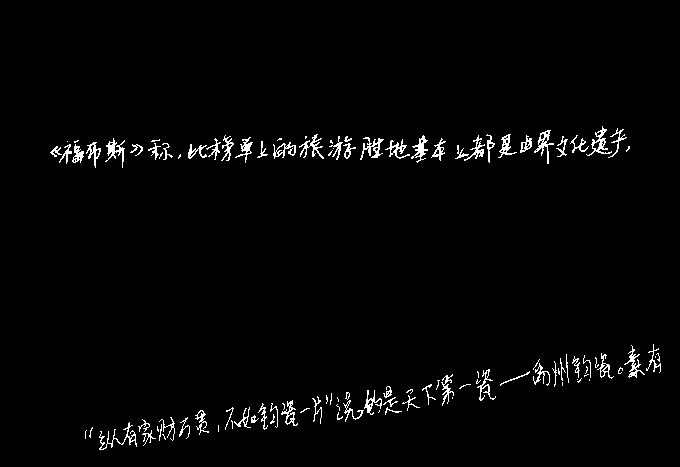 《福布斯》称,此榜单上的旅游胜地基本上都是世界文化遗产,
“纵有家财万贯,不如钧瓷一片”说的是天下第一瓷——禹州钧瓷。素有